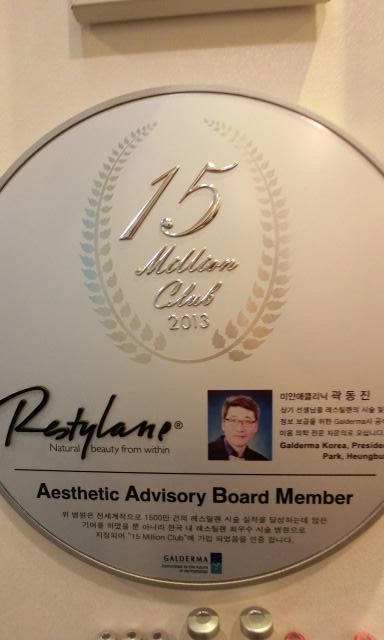 15
Million
Club
2013
Restylane®
Natural beauty from within
미앤애클리닉 곽 동 진
상기 선생님을 레스틸렌의 시술 및
정보 보급을 위한 Galderma사 공식
미용 의학 전문 자문의로 모십니다.
Galderma Korea, President
Park, Heungbu
Aesthetic Advisory Board Member
위 병원은 전세계적으로 1500만 건의 레스틸렌 시술 실적을 달성하는데 많은
기여를 하였을 뿐 아니라 한국 내 레스틸렌 최우수 시술 병원으로
지정되어 "15 Million Club"에 가입 되었음을 인증 합니다.
GALDERMA
Committed to the future
of dermatology